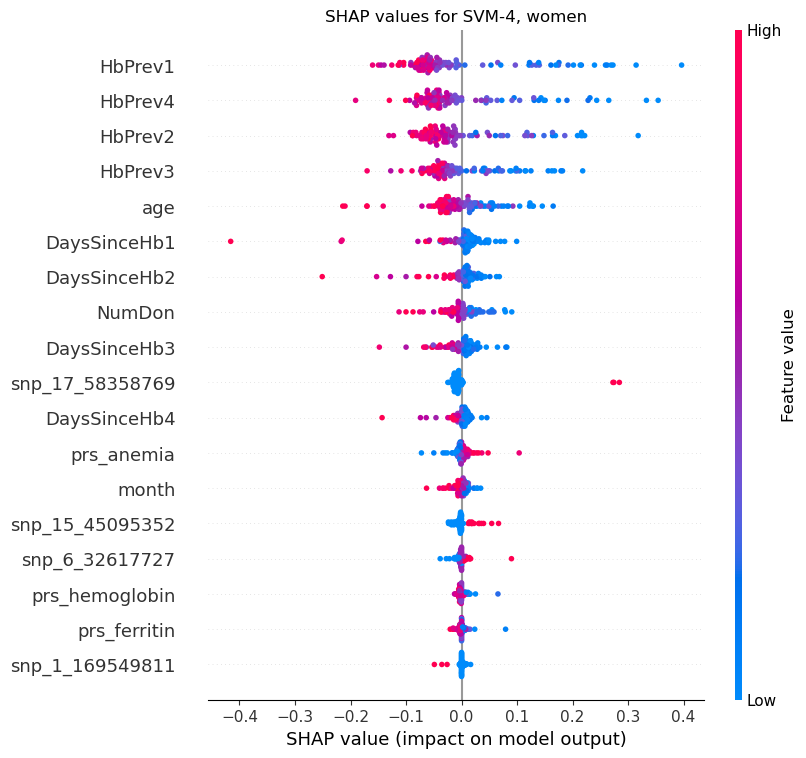 SHAP values for SVM-4, women
High
HbPrev1
HbPrev4
HbPrev2
HbPrev3
age
DaysSinceHb1
DaysSinceHb2
NumDon
DaysSinceHb3
snp_17_58358769
DaysSinceHb4
prs_anemia
month
snp_15_45095352
snp_6_32617727
prs_hemoglobin
prs_ferritin
snp_1_169549811
Feature value
Low
−0.4 −0.3 −0.2 −0.1 0.0 0.1 0.2 0.3 0.4
SHAP value (impact on model output)